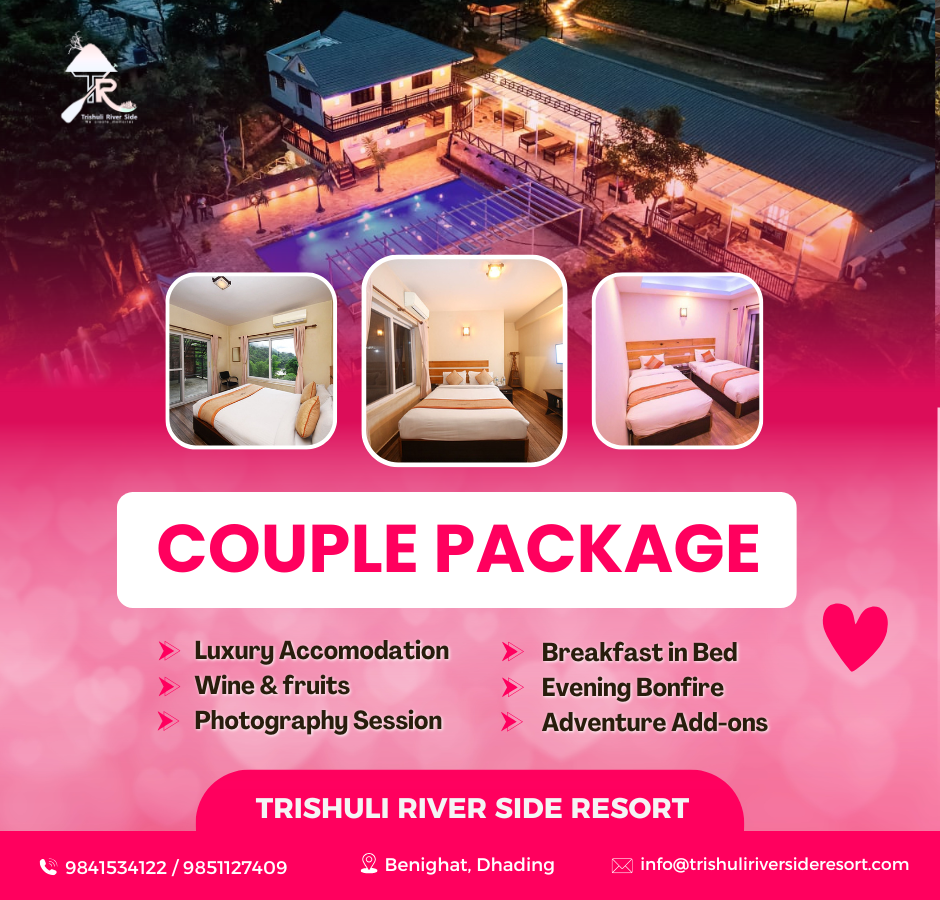 TR
Trishuli River Side
COUPLE PACKAGE
Luxury Accomodation
Wine & fruits
Photography Session
Breakfast in Bed
Evening Bonfire
Adventure Add-ons
TRISHULI RIVER SIDE RESORT
9841534122 / 9851127409
Benighat, Dhading
info@trishuliriversideresort.com